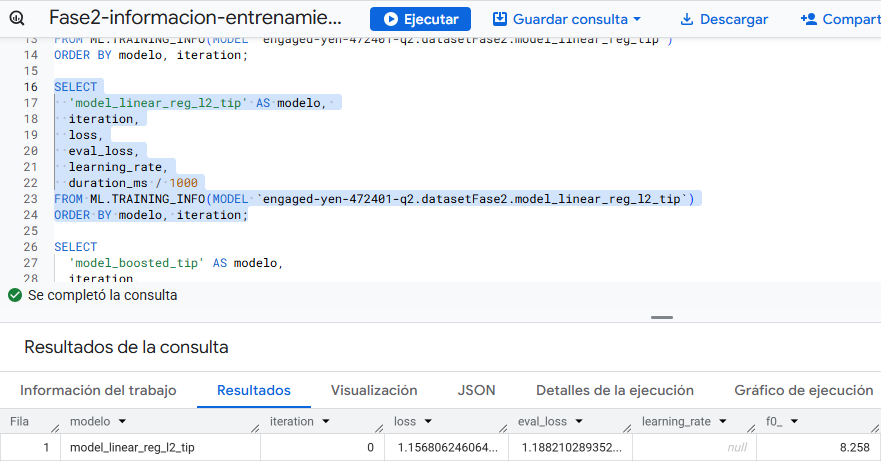 Fase2-informacion-entrenamie... Ejecutar Guardar consulta Descargar Compart
13 FROM ML.TRAINING_INFO(MODEL `engaged-yen-472401-q2.datasetFase2.model_linear_reg_tip`)
14 ORDER BY modelo, iteration;
15
16 SELECT
17 'model_linear_reg_l2_tip' AS modelo,
18 iteration,
19 loss,
20 eval_loss,
21 learning_rate,
22 duration_ms / 1000
23 FROM ML.TRAINING_INFO(MODEL `engaged-yen-472401-q2.datasetFase2.model_linear_reg_l2_tip`)
24 ORDER BY modelo, iteration;
25
26 SELECT
27 'model_boosted_tip' AS modelo,
28 iteration
Se completó la consulta
Resultados de la consulta
Información del trabajo Resultados Visualización JSON Detalles de la ejecución Gráfico de ejecución
Fila modelo iteration loss eval_loss learning_rate f0_
1 model_linear_reg_l2_tip 0 1.156806246064... 1.188210289352... null 8.258